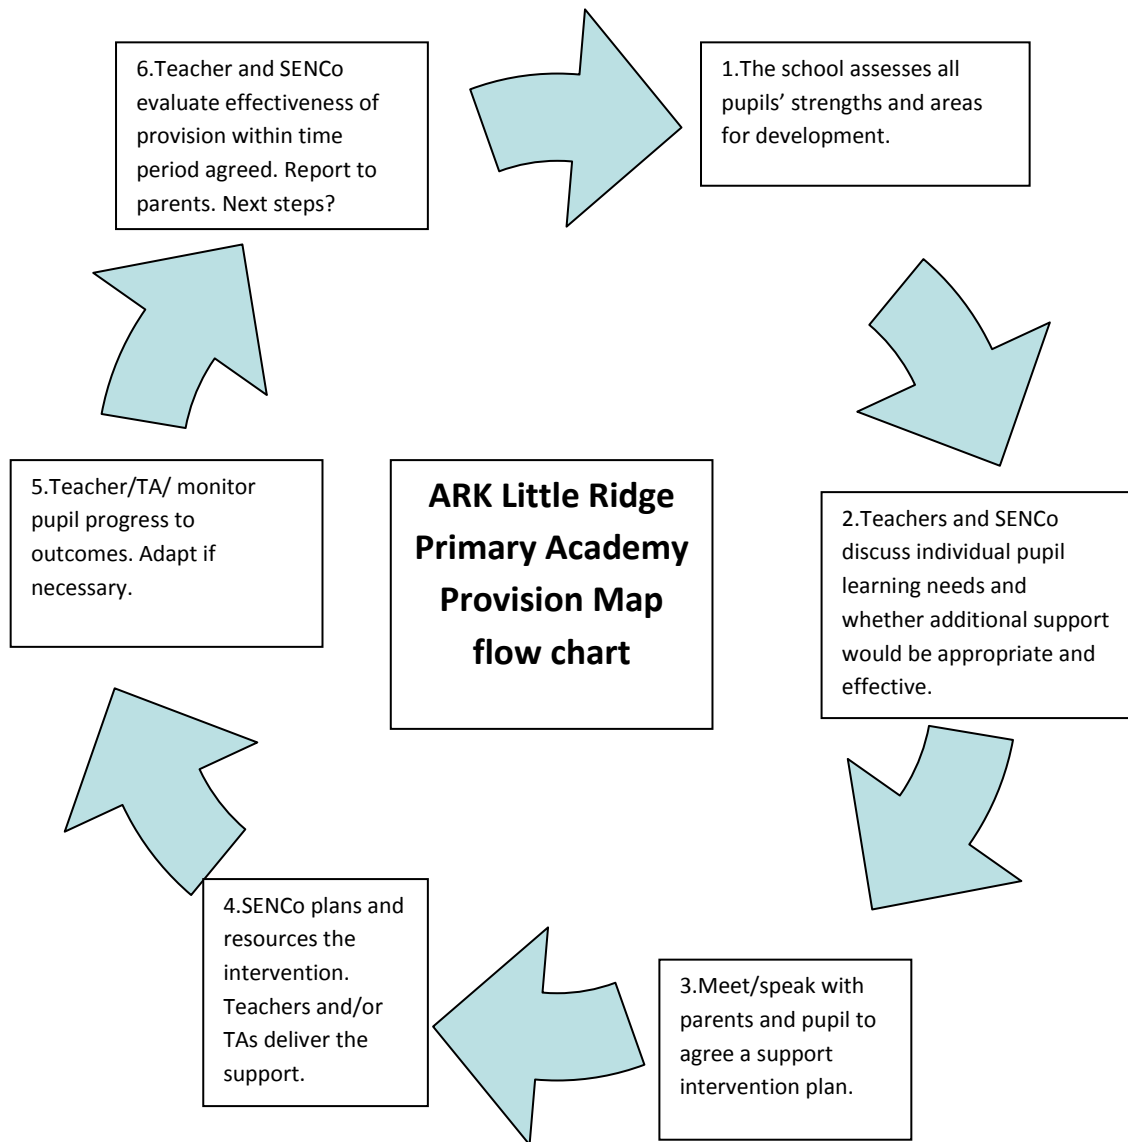 1.The school assesses all
pupils’ strengths and areas
for development.
2.Teachers and SENCo
discuss individual pupil
learning needs and
whether additional support
would be appropriate and
effective.
3.Meet/speak with
parents and pupil to
agree a support
intervention plan.
4.SENCo plans and
resources the
intervention.
Teachers and/or
TAs deliver the
support.
5.Teacher/TA/ monitor
pupil progress to
outcomes. Adapt if
necessary.
6.Teacher and SENCo
evaluate effectiveness of
provision within time
period agreed. Report to
parents. Next steps?
ARK Little Ridge
Primary Academy
Provision Map
flow chart